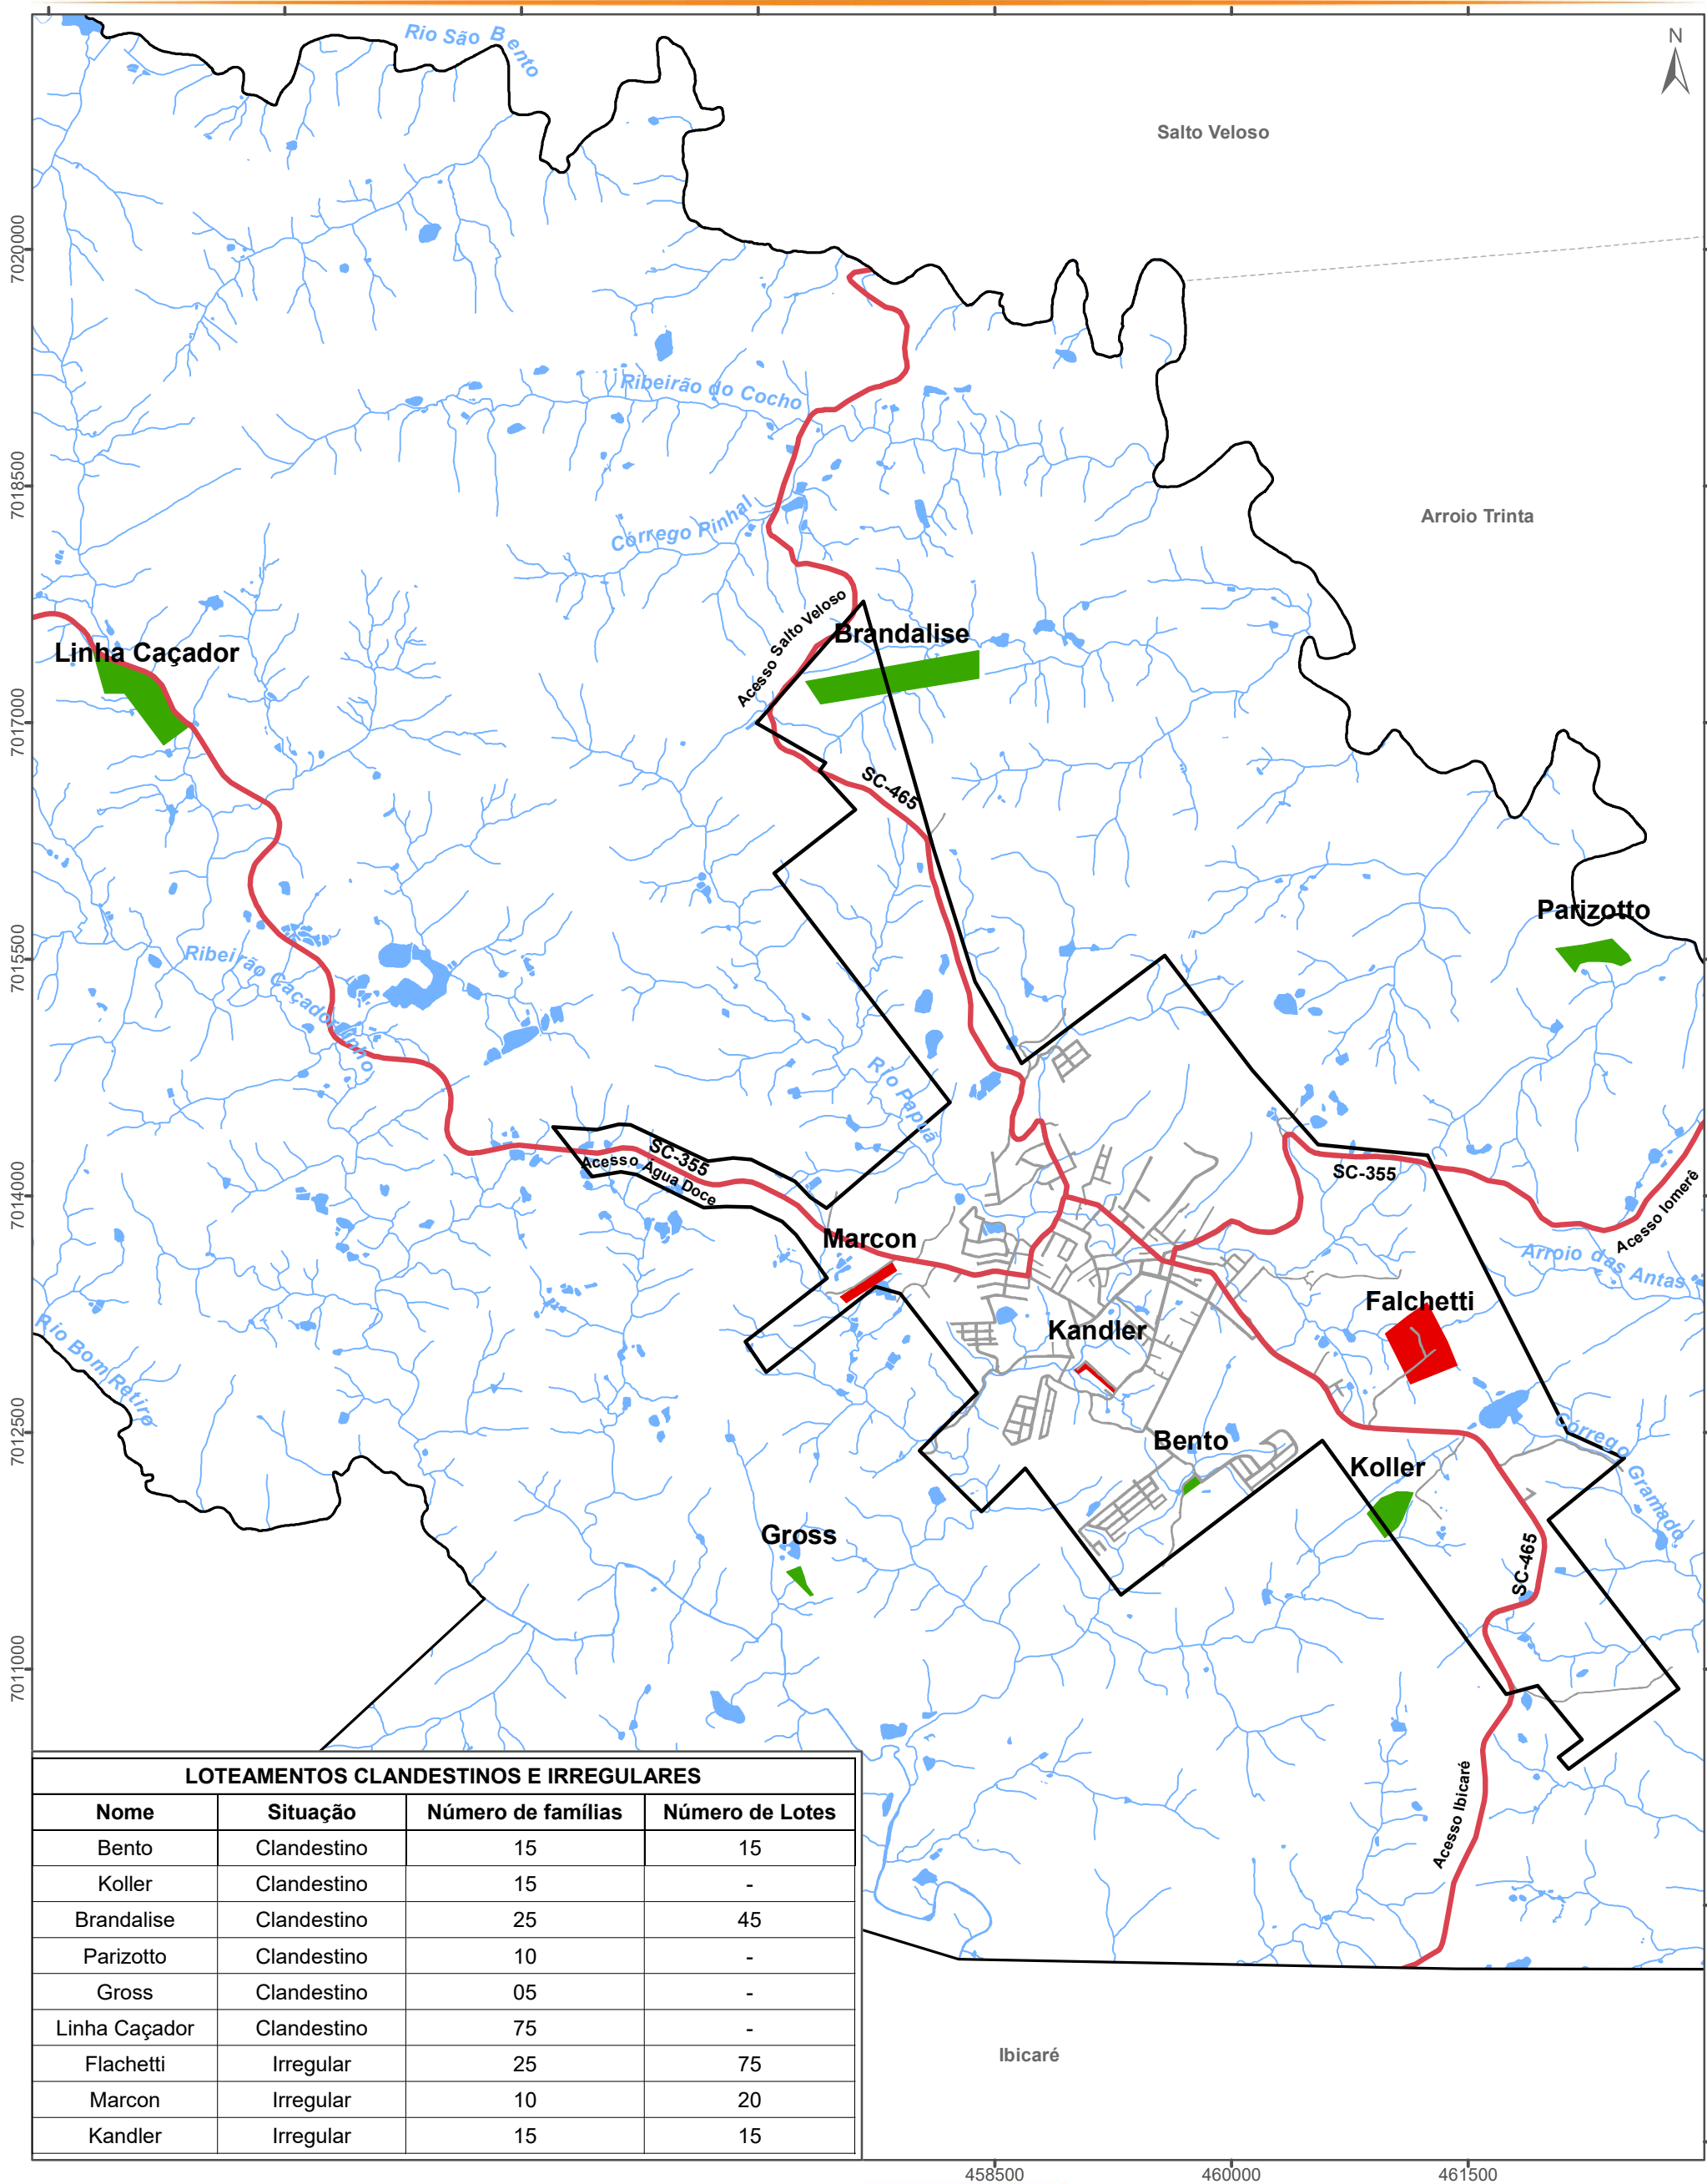 Rio São Bento
N
Salto Veloso
7020000
Ribeirão do Cocho
7018500
Córrego Pinhal
Arroio Trinta
Acesso Salto Veloso
Brandalise
Linha Caçador
7017000
SC-465
Parizotto
7015500
Ribeirão Caçadorzinho
Rio Papuã
SC-355
Acesso Água Doce
SC-355
7014000
Acesso Iomerê
Marcon
Arroio das Antas
Falchetti
Rio Bom Retiro
Kandler
7012500
Córrego Gramado
Bento
Koller
Gross
SC-465
7011000
Acesso Ibicaré
LOTEAMENTOS CLANDESTINOS E IRREGULARES
Nome Situação Número de famílias Número de Lotes
Bento Clandestino 15 15
Koller Clandestino 15 -
Brandalise Clandestino 25 45
Parizotto Clandestino 10 -
Gross Clandestino 05 -
Linha Caçador Clandestino 75 -
Flachetti Irregular 25 75
Marcon Irregular 10 20
Kandler Irregular 15 15
Ibicaré
458500 460000 461500